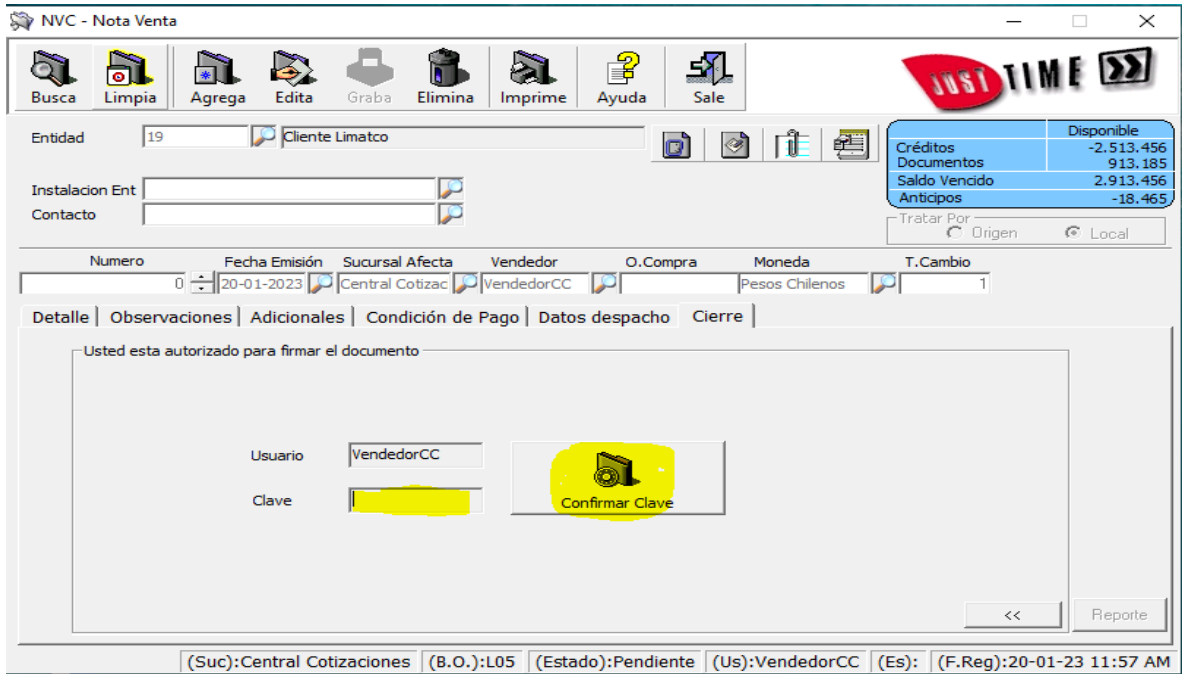 NVC - Nota Venta
Busca Limpia Agrega Edita Graba Elimina Imprime Ayuda Sale
JUST TIME
Entidad 19 Cliente Limatco
Disponible
Créditos -2.513.456
Documentos 913.185
Saldo Vencido 2.913.456
Anticipos -18.465
Instalacion Ent
Contacto
Tratar Por
Origen Local
Numero Fecha Emisión Sucursal Afecta Vendedor O.Compra Moneda T.Cambio
0 20-01-2023 Central Cotizac VendedorCC Pesos Chilenos 1
Detalle Observaciones Adicionales Condición de Pago Datos despacho Cierre
Usted esta autorizado para firmar el documento
Usuario VendedorCC
Clave
Confirmar Clave
<< Reporte
(Suc):Central Cotizaciones (B.O.):L05 (Estado):Pendiente (Us):VendedorCC (Es): (F.Reg):20-01-23 11:57 AM